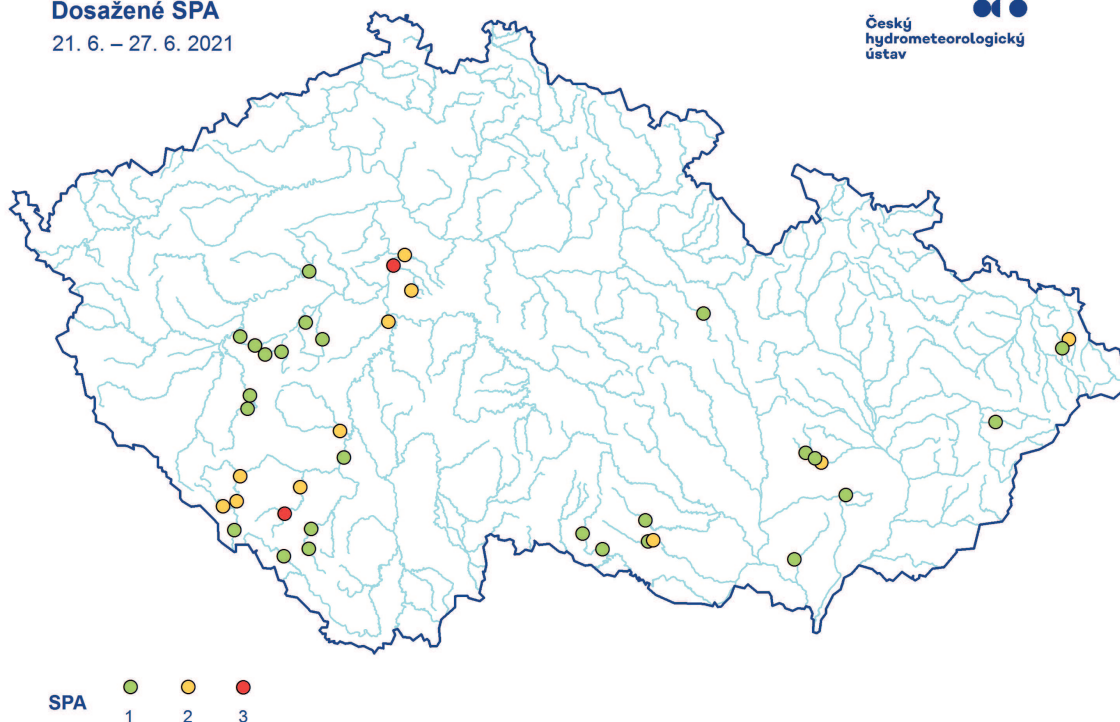 Dosažené SPA
21. 6. – 27. 6. 2021
Český
hydrometeorologický
ústav
SPA
1 2 3